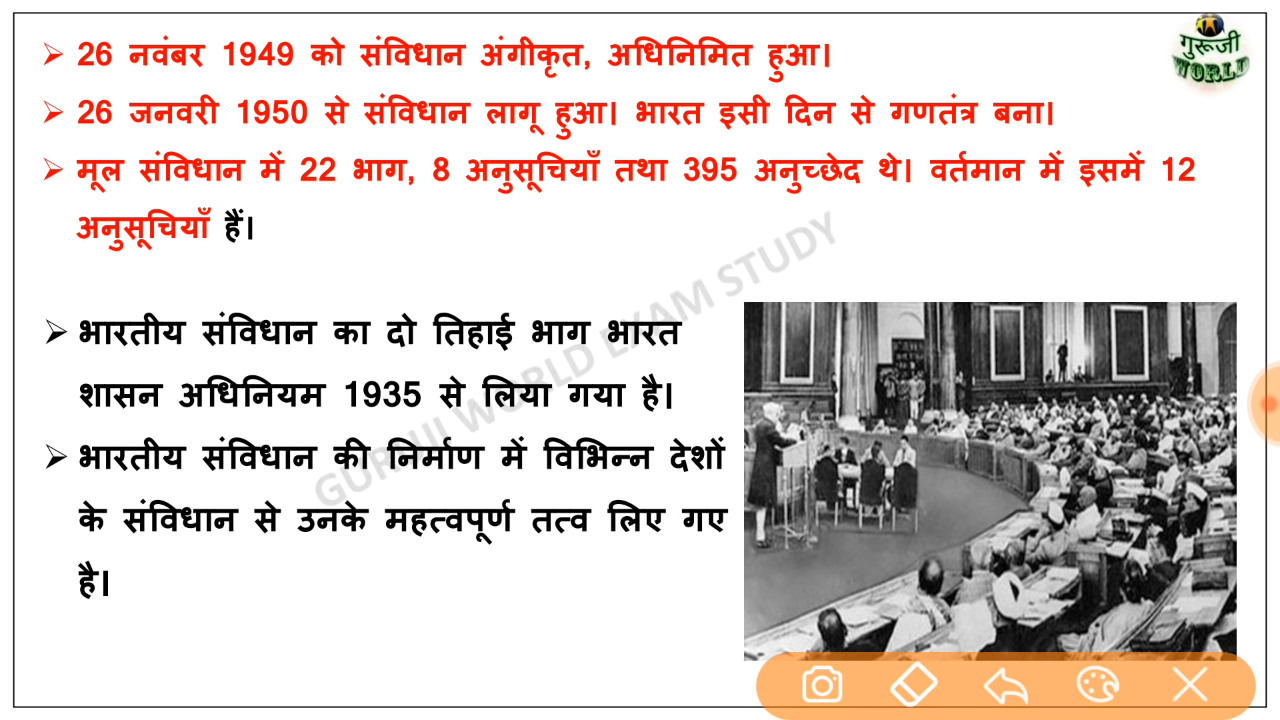 ➢ 26 नवंबर 1949 को संविधान अंगीकृत, अधिनिमित हुआ।
गुरूजी
WORLD
➢ 26 जनवरी 1950 से संविधान लागू हुआ। भारत इसी दिन से गणतंत्र बना।
➢ मूल संविधान में 22 भाग, 8 अनुसूचियाँ तथा 395 अनुच्छेद थे। वर्तमान में इसमें 12
अनुसूचियाँ हैं।
GURUJI WORLD EXAM STUDY
➢ भारतीय संविधान का दो तिहाई भाग भारत
शासन अधिनियम 1935 से लिया गया है।
➢ भारतीय संविधान की निर्माण में विभिन्न देशों
के संविधान से उनके महत्वपूर्ण तत्व लिए गए
है।